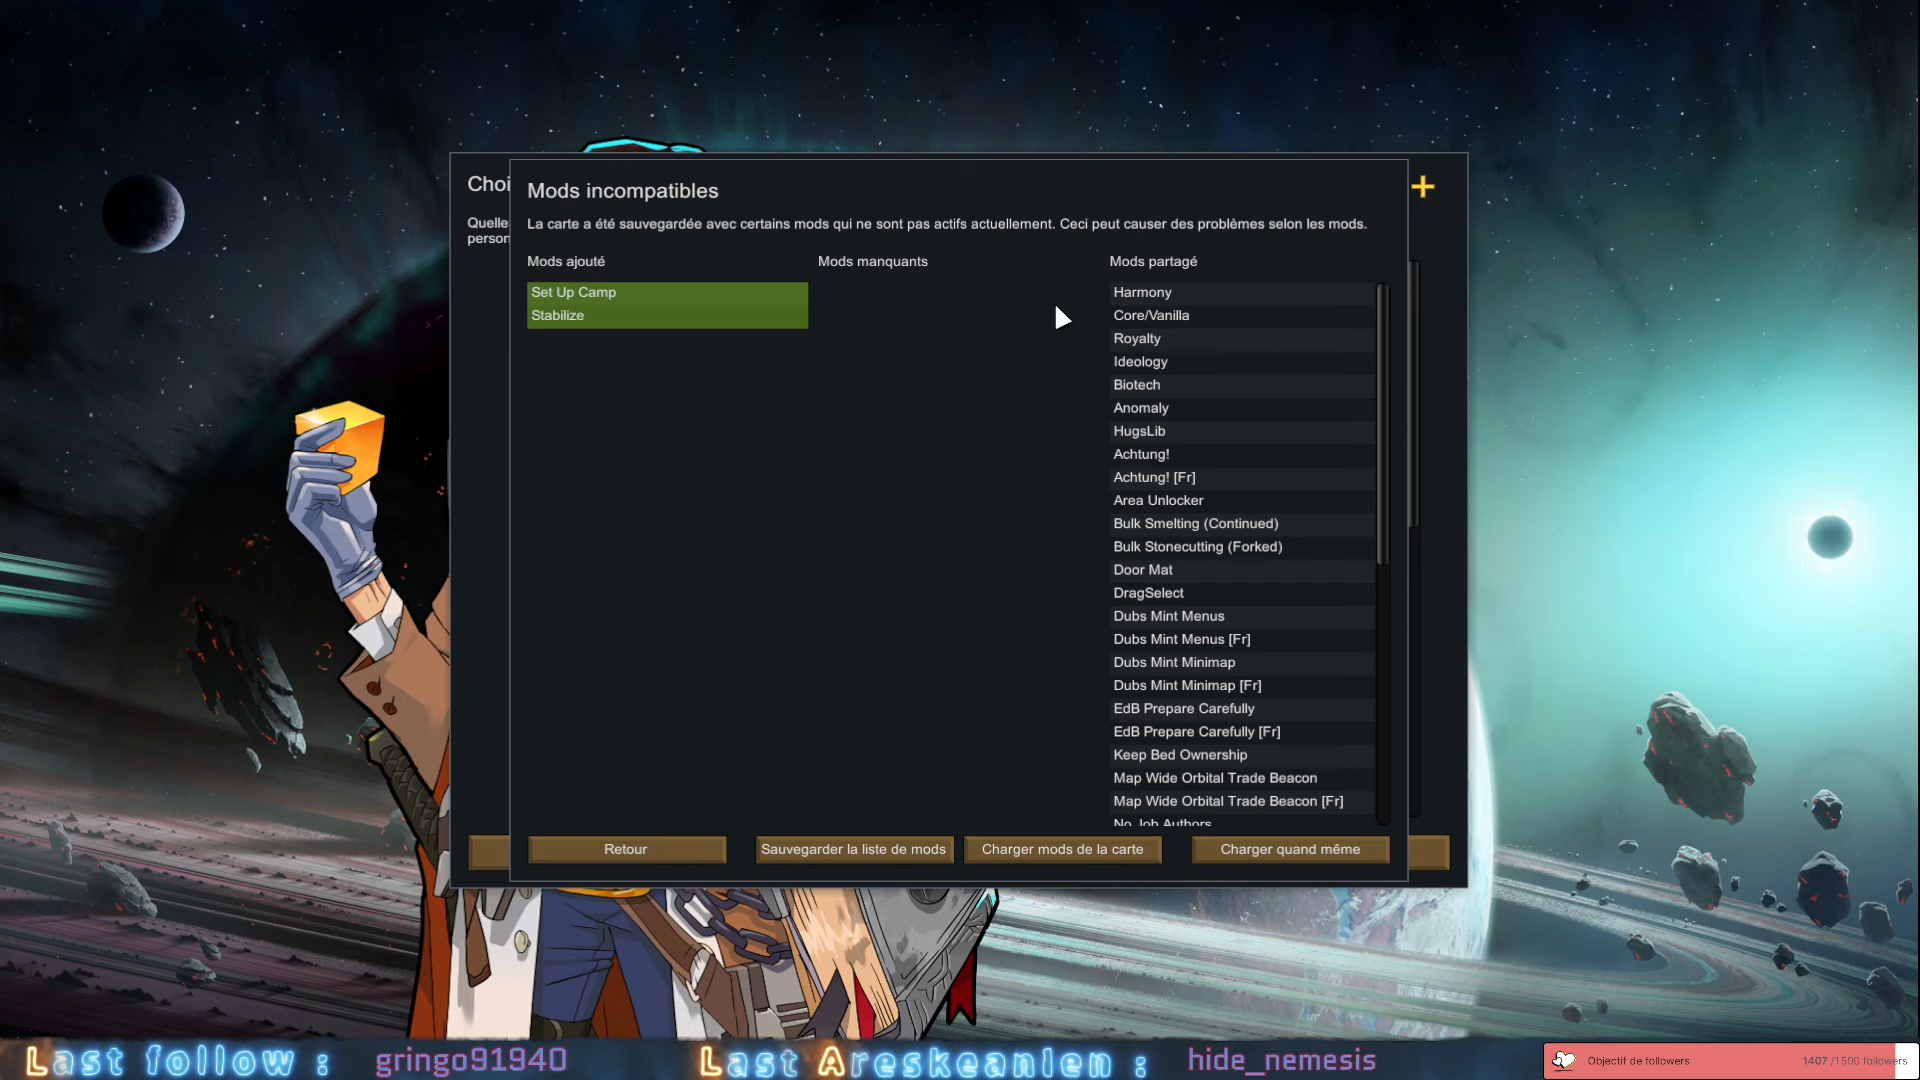 Choi
Quelle
person
Mods incompatibles
La carte a été sauvegardée avec certains mods qui ne sont pas actifs actuellement. Ceci peut causer des problèmes selon les mods.
Mods ajouté
Set Up Camp
Stabilize
Mods manquants
Mods partagé
Harmony
Core/Vanilla
Royalty
Ideology
Biotech
Anomaly
HugsLib
Achtung!
Achtung! [Fr]
Area Unlocker
Bulk Smelting (Continued)
Bulk Stonecutting (Forked)
Door Mat
DragSelect
Dubs Mint Menus
Dubs Mint Menus [Fr]
Dubs Mint Minimap
Dubs Mint Minimap [Fr]
EdB Prepare Carefully
EdB Prepare Carefully [Fr]
Keep Bed Ownership
Map Wide Orbital Trade Beacon
Map Wide Orbital Trade Beacon [Fr]
No Job Authors
Retour
Sauvegarder la liste de mods
Charger mods de la carte
Charger quand même
Last follow : gringo91940
Last Areskeanien : hide_nemesis
Objectif de followers 1407 /1500 followers